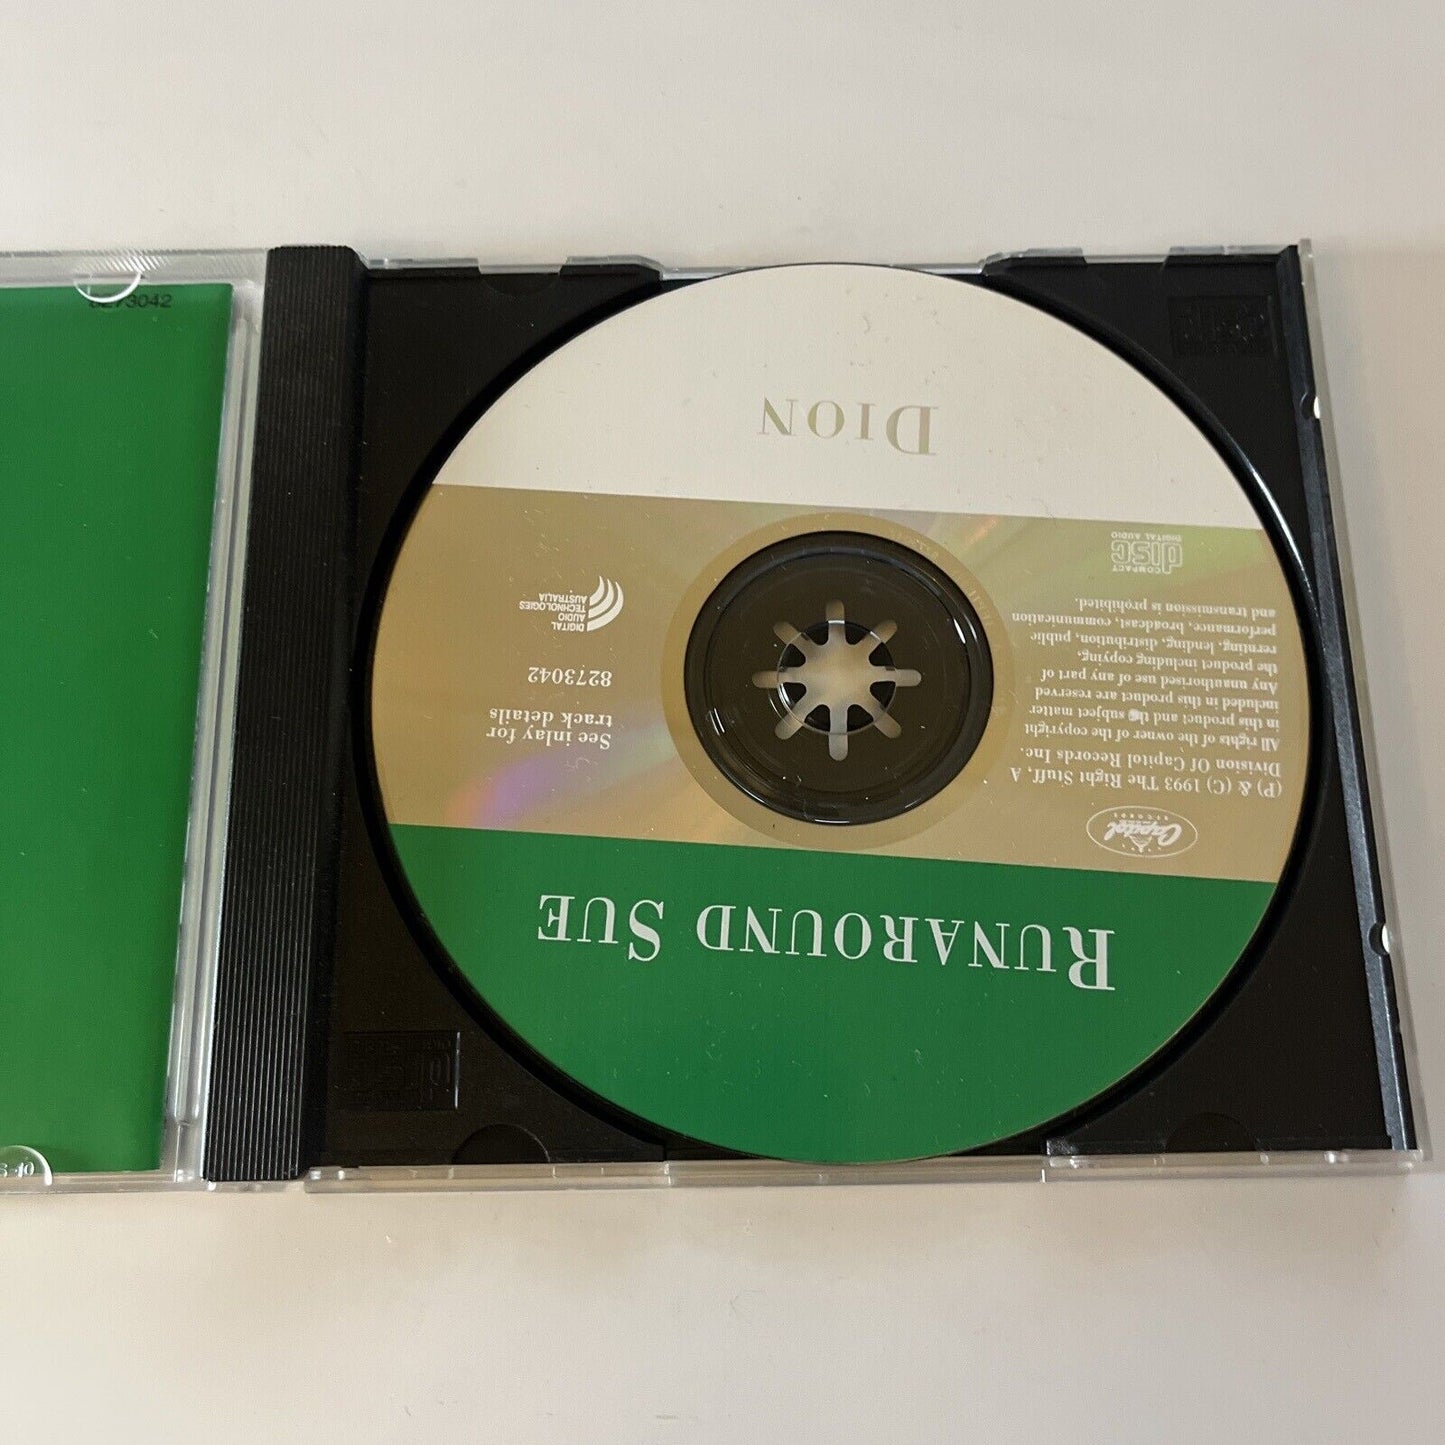 8273042
RUNAROUND SUE
Capitol
RECORDS
(P) & (C) 1993 The Right Stuff, A
Division Of Capitol Records Inc.
All rights of the owner of the copyright
in this product and the subject matter
included in this product are reserved
Any unauthorised use of any part of
the product including copying,
rernting, lending, distribution, public
performance, broadcast, communication
and transmission is prohibited.
COMPACT
disc
DIGITAL AUDIO
See inlay for
track details
8273042
DIGITAL
AUDIO
TECHNOLOGIES
AUSTRALIA
DION